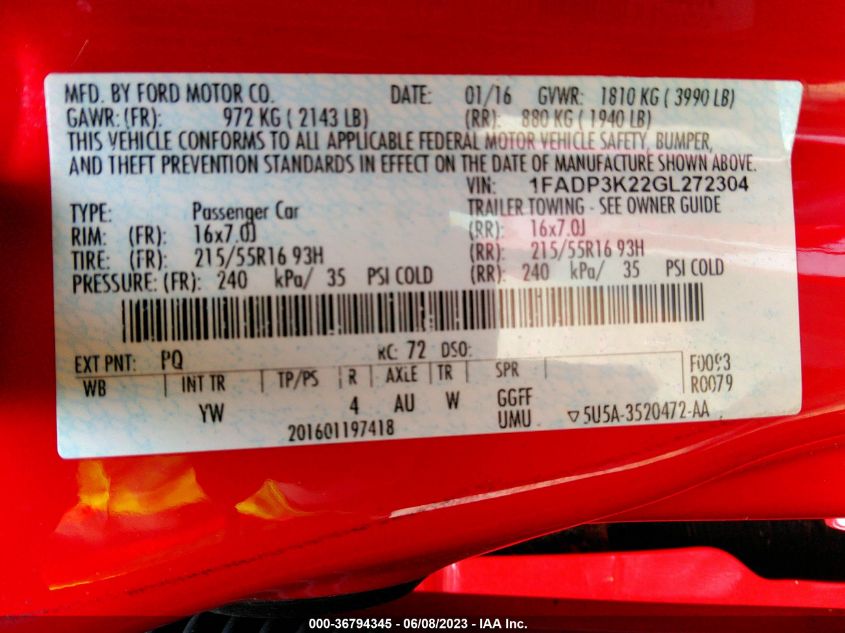 MFD. BY FORD MOTOR CO. DATE: 01/16 GVWR: 1810 KG ( 3990 LB)
GAWR: (FR): 972 KG ( 2143 LB) (RR): 880 KG ( 1940 LB)
THIS VEHICLE CONFORMS TO ALL APPLICABLE FEDERAL MOTOR VEHICLE SAFETY, BUMPER,
AND THEFT PREVENTION STANDARDS IN EFFECT ON THE DATE OF MANUFACTURE SHOWN ABOVE.
VIN: 1FADP3K22GL272304
TYPE: Passenger Car TRAILER TOWING - SEE OWNER GUIDE
RIM: (FR): 16x7.0J (RR): 16x7.0J
TIRE: (FR): 215/55R16 93H (RR): 215/55R16 93H
PRESSURE: (FR): 240 kPa/ 35 PSI COLD (RR): 240 kPa/ 35 PSI COLD
EXT PNT: PQ RC: 72 DSO: F0093
WB INT TR TP/PS R AXLE TR SPR R0079
YW 4 AU W GGFF
UMU 5U5A-3520472-AA
201601197418
000-36794345 - 06/08/2023 - IAA Inc.